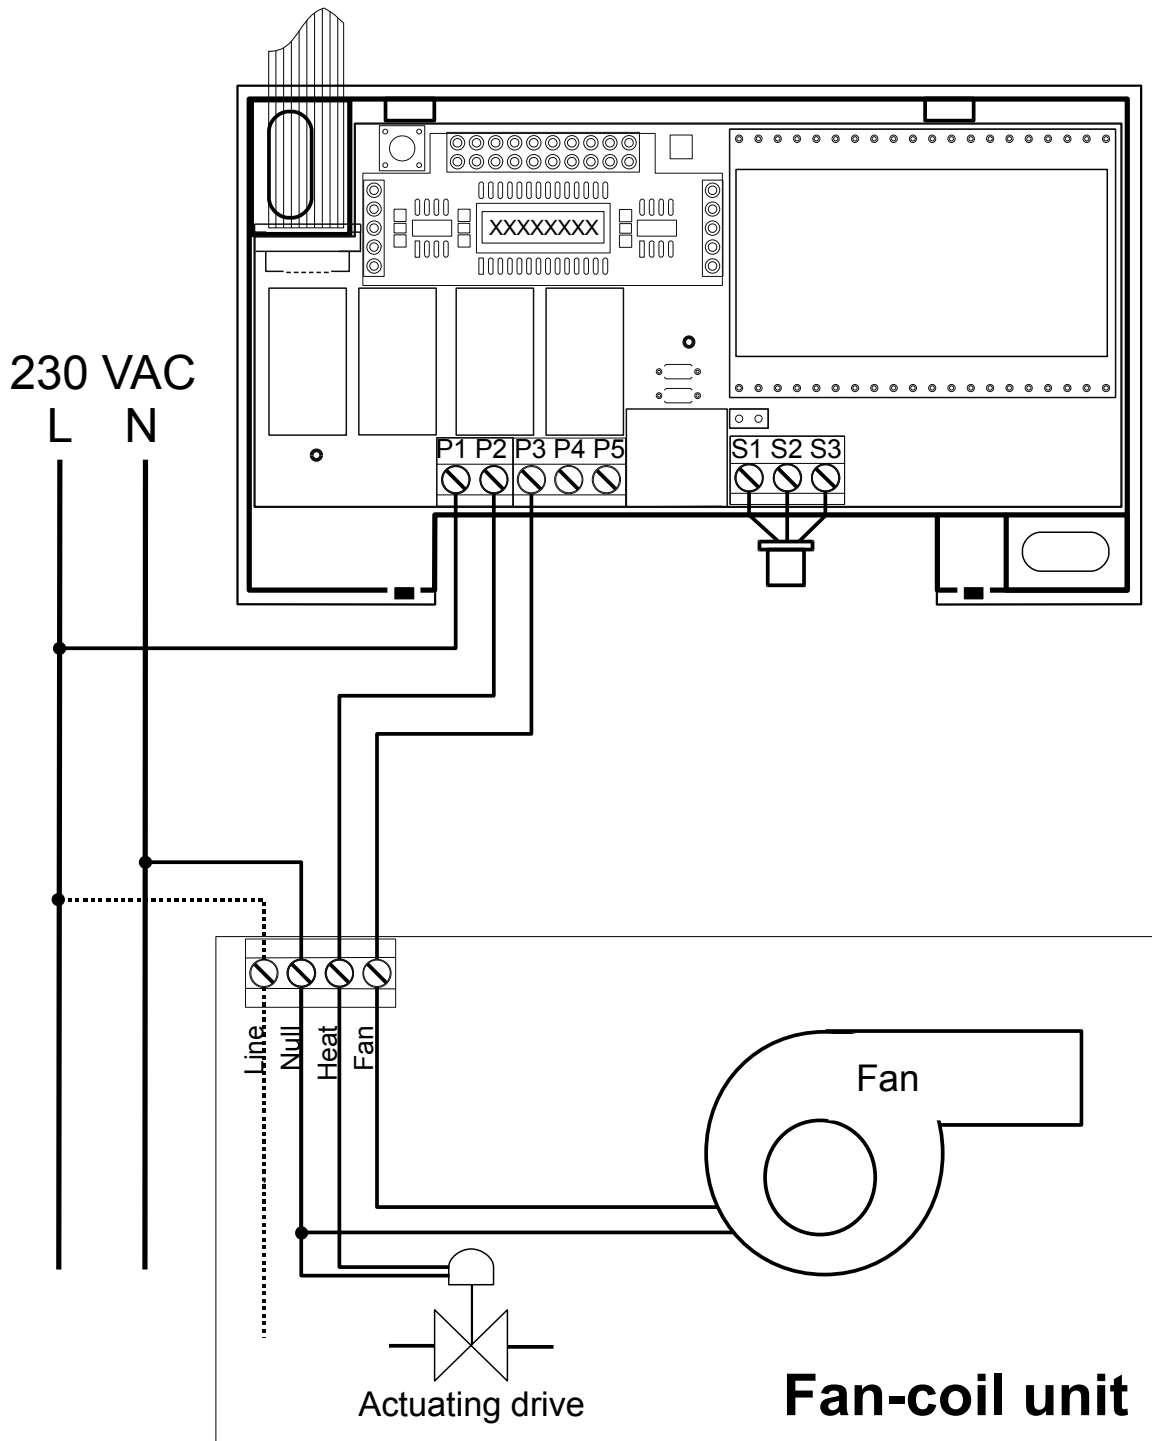 XXXXXXXX
230 VAC
L N
P1 P2 P3 P4 P5
S1 S2 S3
Line
Null
Heat
Fan
Fan
Actuating drive
Fan-coil unit